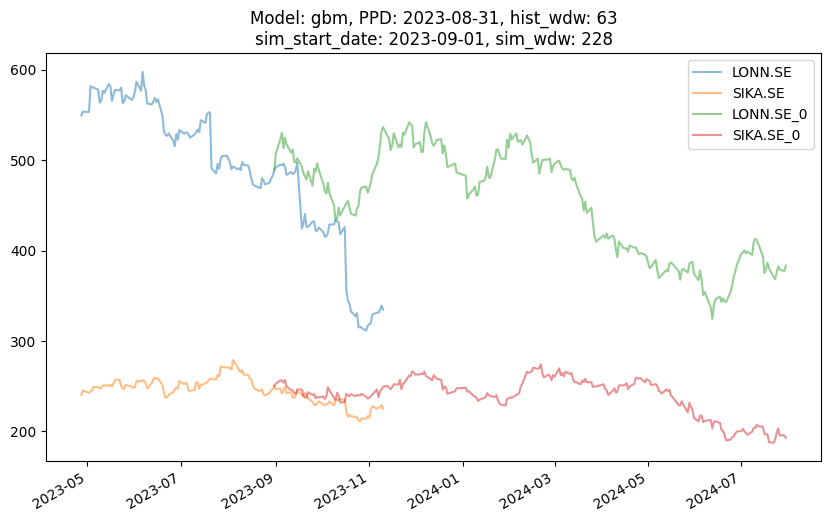 Model: gbm, PPD: 2023-08-31, hist_wdw: 63
sim_start_date: 2023-09-01, sim_wdw: 228
LONN.SE
SIKA.SE
LONN.SE_0
SIKA.SE_0
600
500
400
300
200
2023-05
2023-07
2023-09
2023-11
2024-01
2024-03
2024-05
2024-07